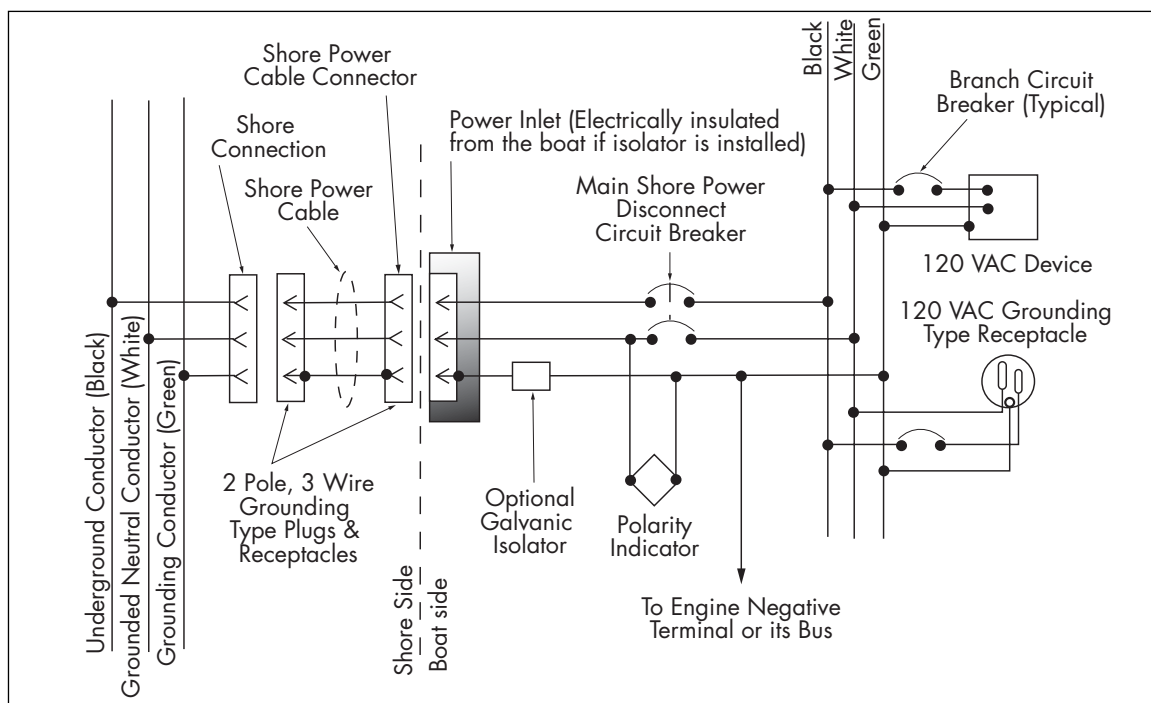 Shore Power
Cable Connector
Shore
Connection
Shore Power
Cable
Power Inlet (Electrically insulated
from the boat if isolator is installed)
Main Shore Power
Disconnect
Circuit Breaker
Black
White
Green
Branch Circuit
Breaker (Typical)
120 VAC Device
120 VAC Grounding
Type Receptacle
Underground Conductor (Black)
Grounded Neutral Conductor (White)
Grounding Conductor (Green)
2 Pole, 3 Wire
Grounding
Type Plugs &
Receptacles
Shore Side
Boat side
Optional
Galvanic
Isolator
Polarity
Indicator
To Engine Negative
Terminal or its Bus